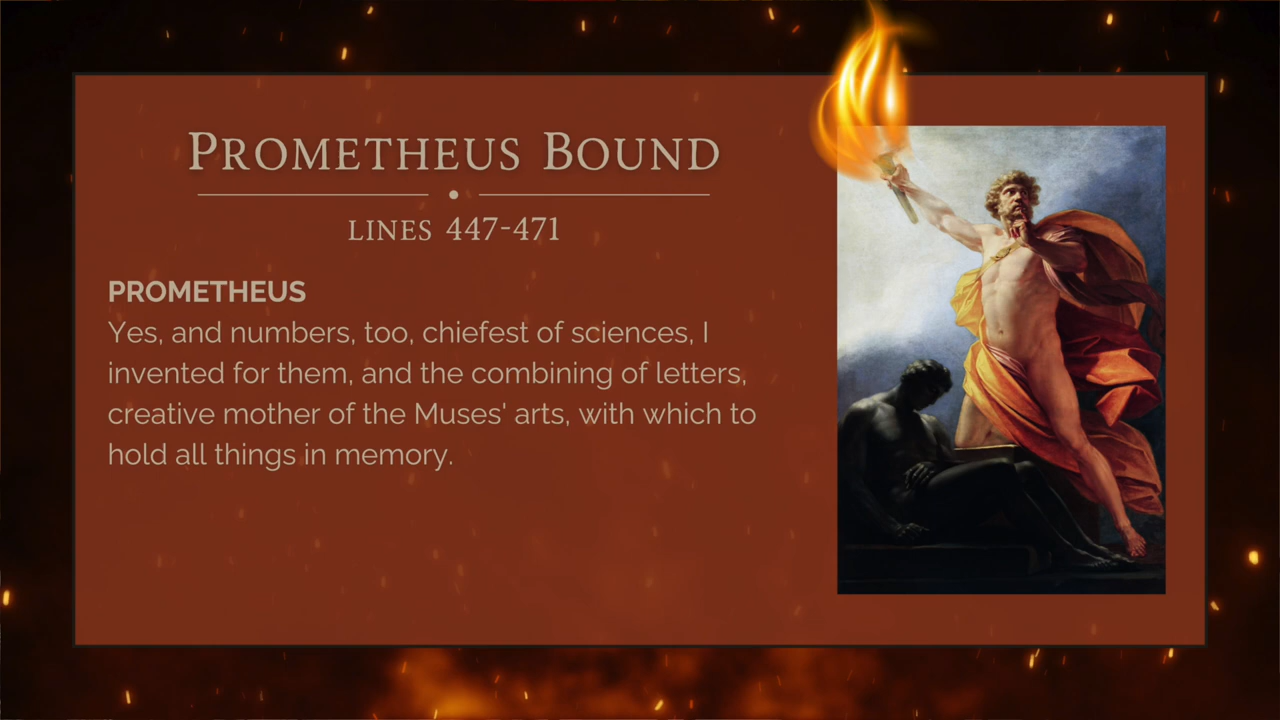 PROMETHEUS BOUND
LINES 447-471
PROMETHEUS
Yes, and numbers, too, chiefest of sciences, I
invented for them, and the combining of letters,
creative mother of the Muses' arts, with which to
hold all things in memory.